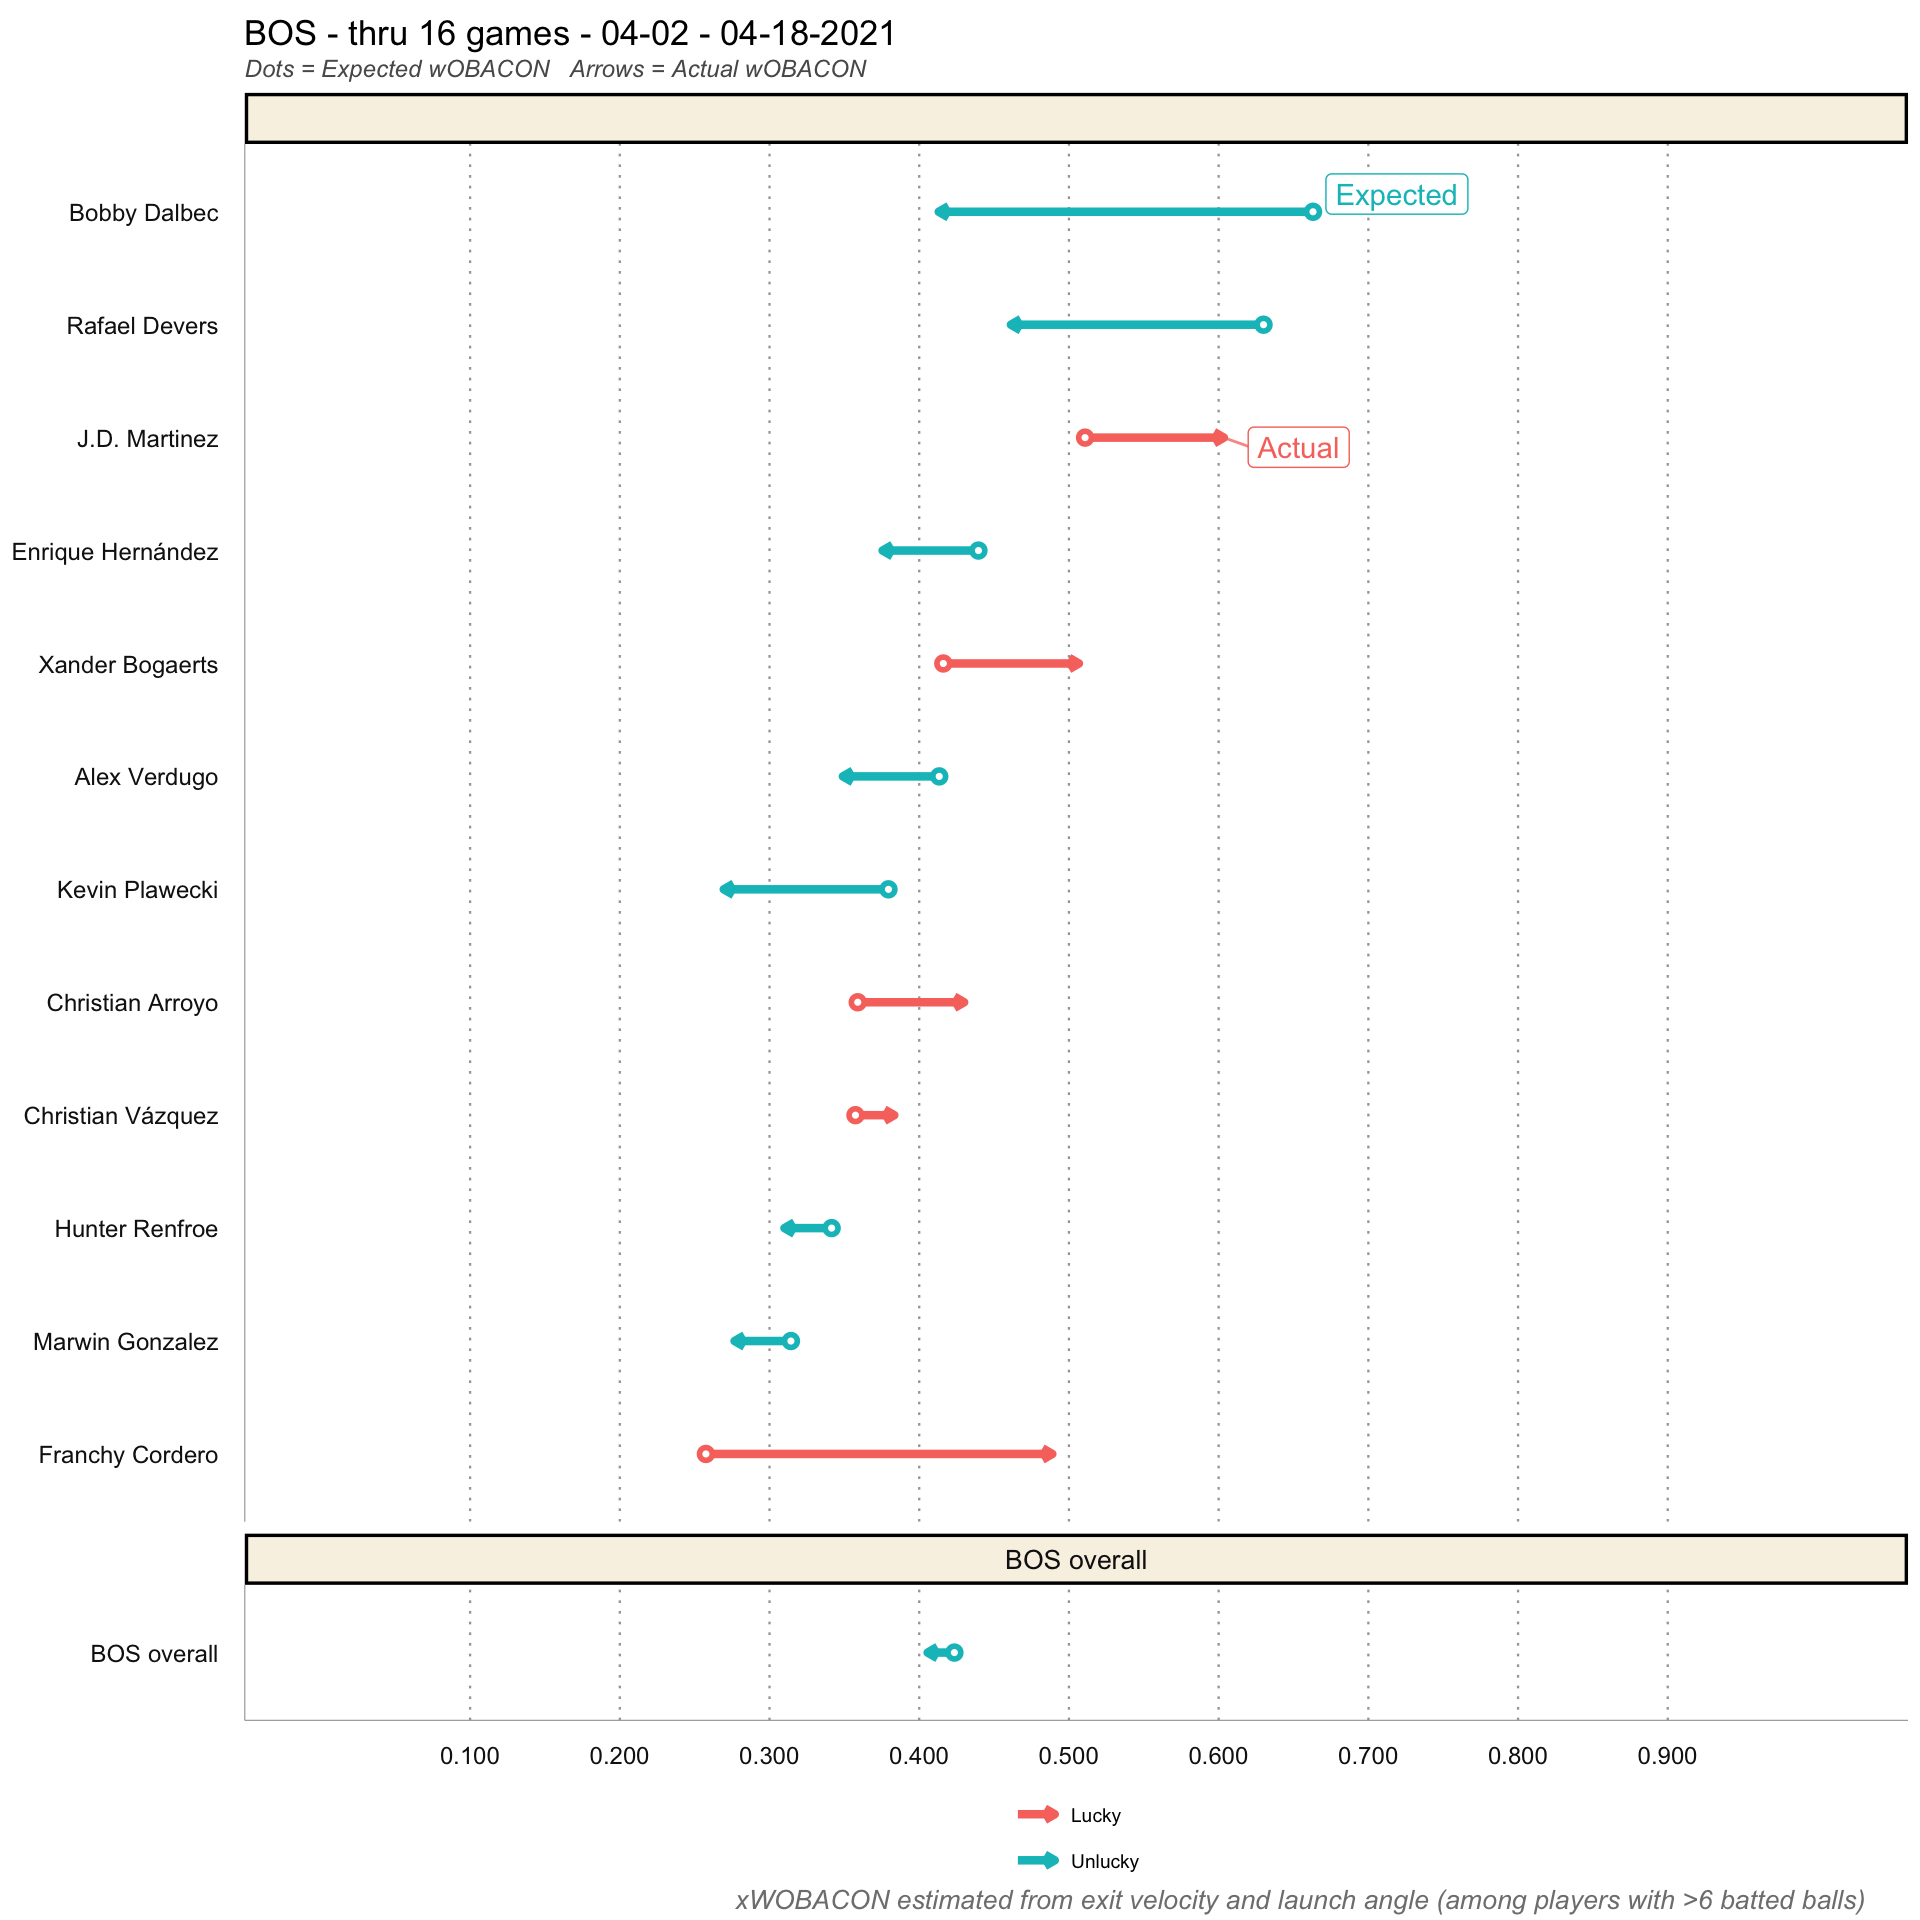 BOS - thru 16 games - 04-02 - 04-18-2021
Dots = Expected wOBACON   Arrows = Actual wOBACON
Bobby Dalbec
Expected
Rafael Devers
J.D. Martinez
Actual
Enrique Hernández
Xander Bogaerts
Alex Verdugo
Kevin Plawecki
Christian Arroyo
Christian Vázquez
Hunter Renfroe
Marwin Gonzalez
Franchy Cordero
BOS overall
BOS overall
0.100 0.200 0.300 0.400 0.500 0.600 0.700 0.800 0.900
Lucky
Unlucky
xWOBACON estimated from exit velocity and launch angle (among players with >6 batted balls)